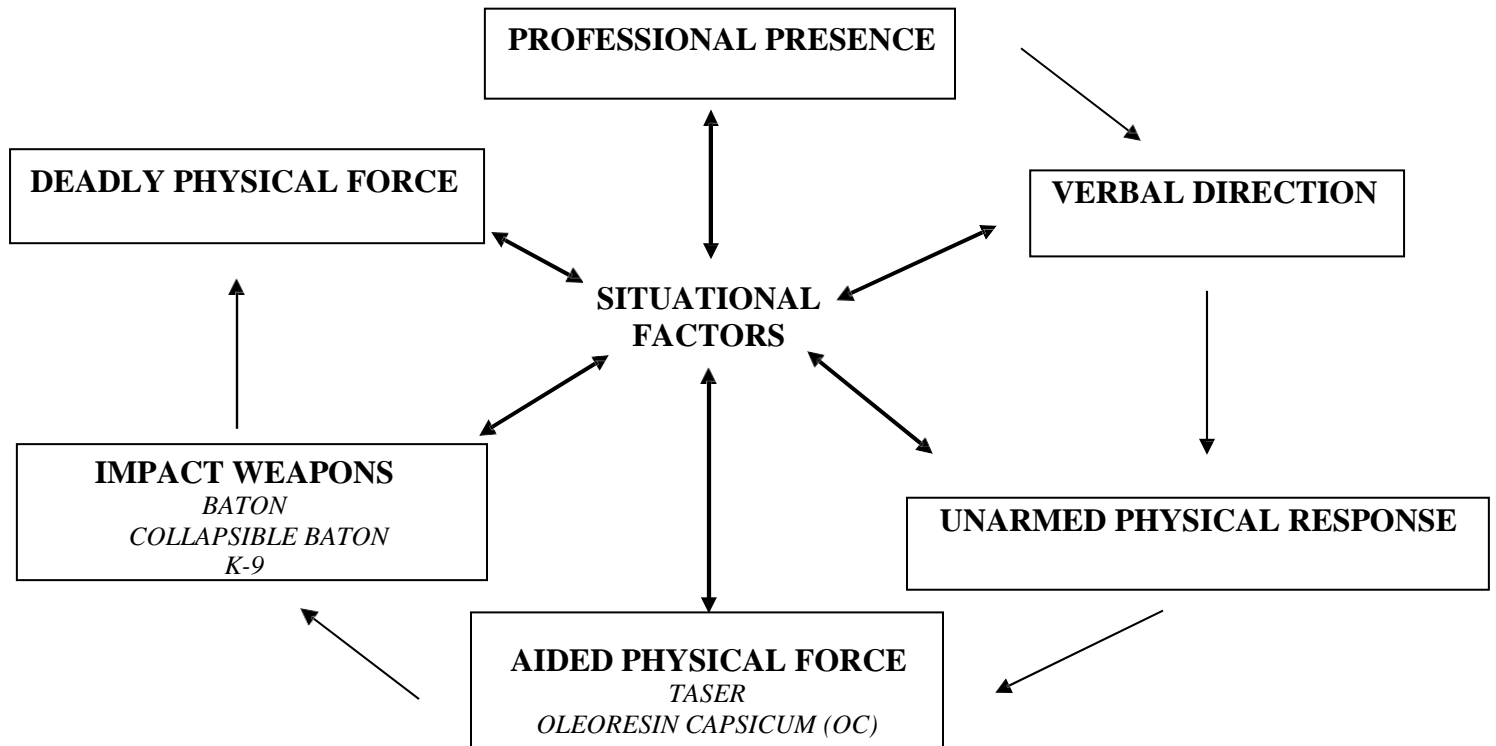 PROFESSIONAL PRESENCE
DEADLY PHYSICAL FORCE
VERBAL DIRECTION
SITUATIONAL
FACTORS
IMPACT WEAPONS
BATON
COLLAPSIBLE BATON
K-9
UNARMED PHYSICAL RESPONSE
AIDED PHYSICAL FORCE
TASER
OLEORESIN CAPSICUM (OC)